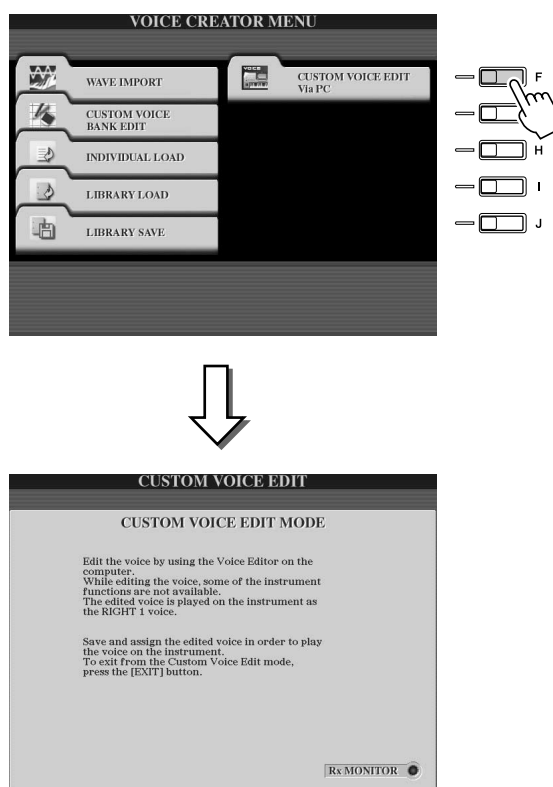 VOICE CREATOR MENU
WAVE IMPORT
CUSTOM VOICE
BANK EDIT
INDIVIDUAL LOAD
LIBRARY LOAD
LIBRARY SAVE
VOICE
CUSTOM VOICE EDIT
Via PC
F
H
I
J
CUSTOM VOICE EDIT
CUSTOM VOICE EDIT MODE
Edit the voice by using the Voice Editor on the
computer.
While editing the voice, some of the instrument
functions are not available.
The edited voice is played on the instrument as
the RIGHT 1 voice.
Save and assign the edited voice in order to play
the voice on the instrument.
To exit from the Custom Voice Edit mode,
press the [EXIT] button.
Rx MONITOR